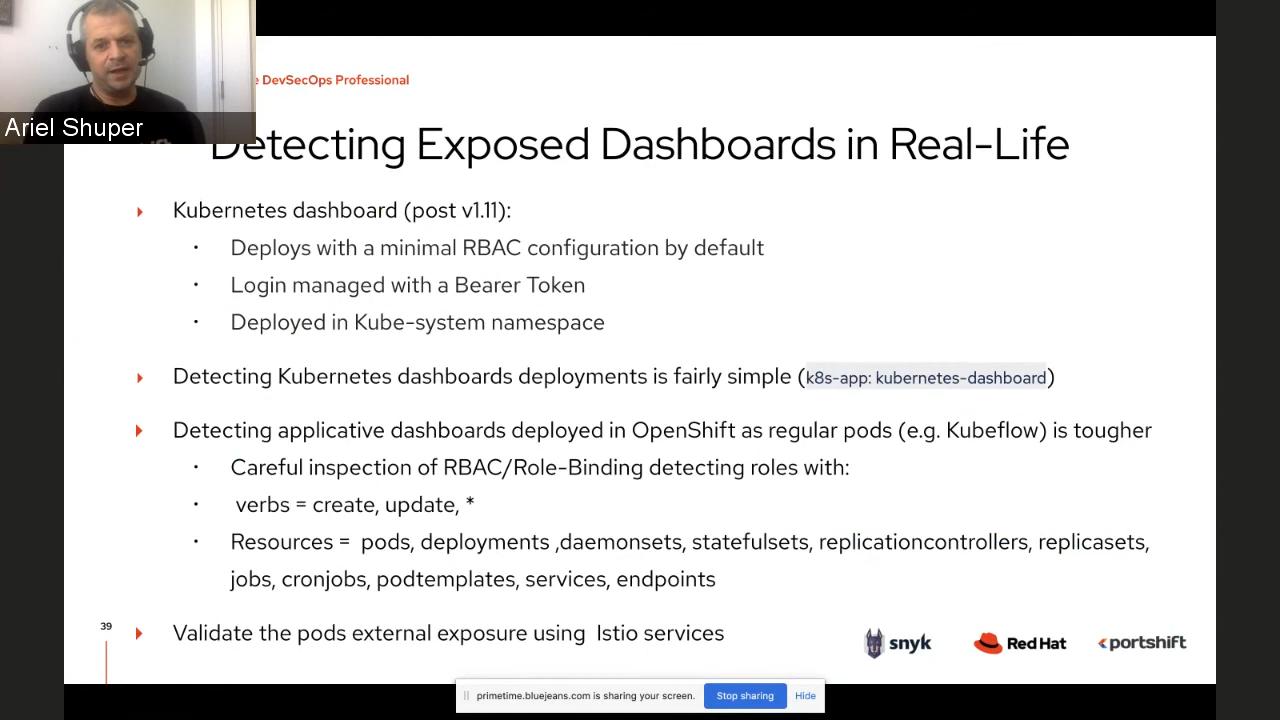 Ariel Shuper
DevSecOps Professional
Detecting Exposed Dashboards in Real-Life
Kubernetes dashboard (post v1.11):
Deploys with a minimal RBAC configuration by default
Login managed with a Bearer Token
Deployed in Kube-system namespace
Detecting Kubernetes dashboards deployments is fairly simple (k8s-app: kubernetes-dashboard)
Detecting applicative dashboards deployed in OpenShift as regular pods (e.g. Kubeflow) is tougher
Careful inspection of RBAC/Role-Binding detecting roles with:
verbs = create, update, *
Resources = pods, deployments ,daemonsets, statefulsets, replicationcontrollers, replicasets,
jobs, cronjobs, podtemplates, services, endpoints
Validate the pods external exposure using Istio services
39
snyk
Red Hat
portshift
primetime.bluejeans.com is sharing your screen.
Stop sharing
Hide